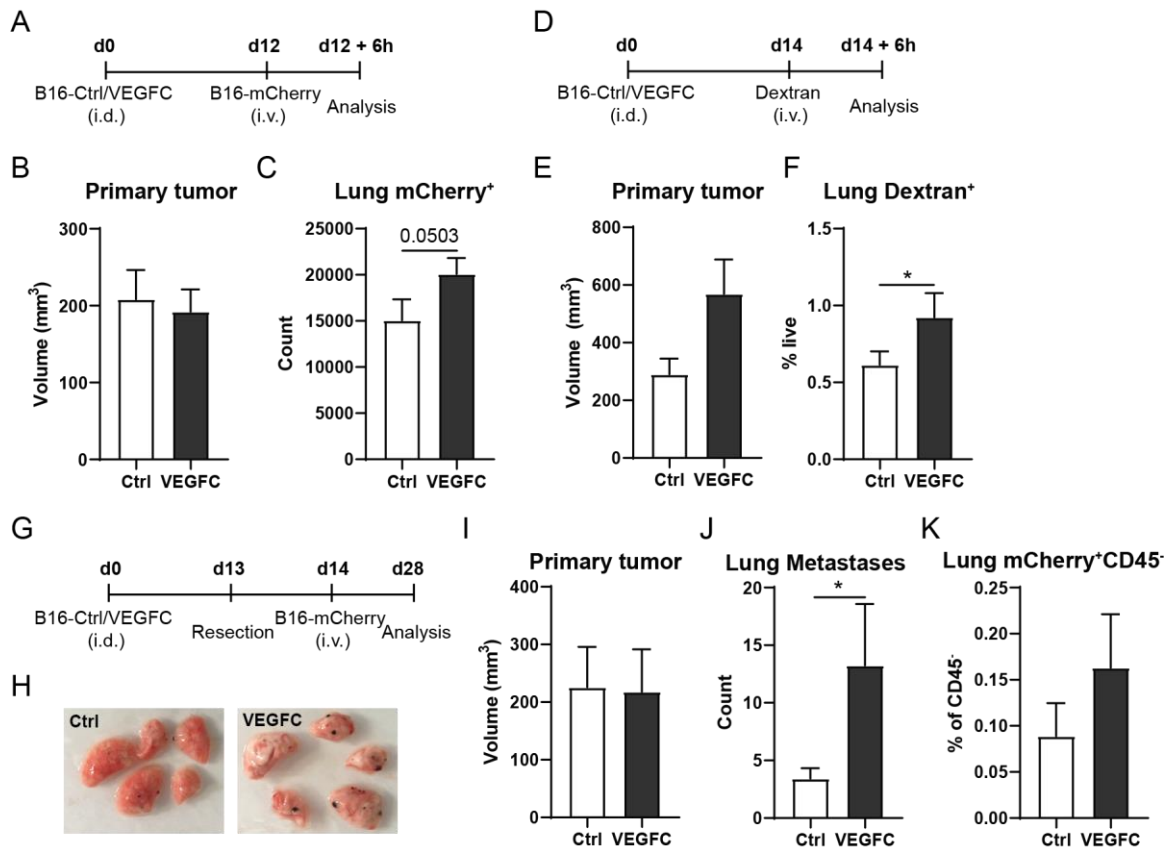 A
d0 d12 d12 + 6h
B16-Ctrl/VEGFC B16-mCherry Analysis
(i.d.) (i.v.)
D
d0 d14 d14 + 6h
B16-Ctrl/VEGFC Dextran Analysis
(i.d.) (i.v.)
B
Primary tumor
Volume (mm³)
300
200
100
0
Ctrl VEGFC
C
Lung mCherry⁺
Count
25000
20000
15000
10000
5000
0
0.0503
Ctrl VEGFC
E
Primary tumor
Volume (mm³)
800
600
400
200
0
Ctrl VEGFC
F
Lung Dextran⁺
% live
1.5
1.0
0.5
0.0
*
Ctrl VEGFC
G
d0 d13 d14 d28
B16-Ctrl/VEGFC Resection B16-mCherry Analysis
(i.d.) (i.v.)
H
Ctrl
VEGFC
I
Primary tumor
Volume (mm³)
400
300
200
100
0
Ctrl VEGFC
J
Lung Metastases
Count
20
15
10
5
0
*
Ctrl VEGFC
K
Lung mCherry⁺CD45⁻
% of CD45⁻
0.25
0.20
0.15
0.10
0.05
0.00
Ctrl VEGFC